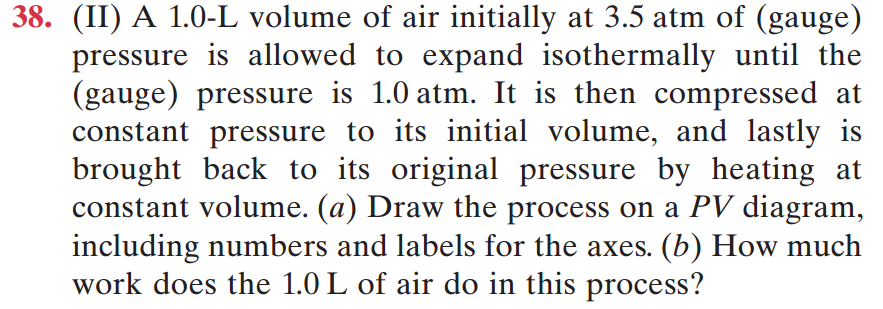 38. (II) A 1.0-L volume of air initially at 3.5 atm of (gauge)
pressure is allowed to expand isothermally until the
(gauge) pressure is 1.0 atm. It is then compressed at
constant pressure to its initial volume, and lastly is
brought back to its original pressure by heating at
constant volume. (a) Draw the process on a PV diagram,
including numbers and labels for the axes. (b) How much
work does the 1.0 L of air do in this process?